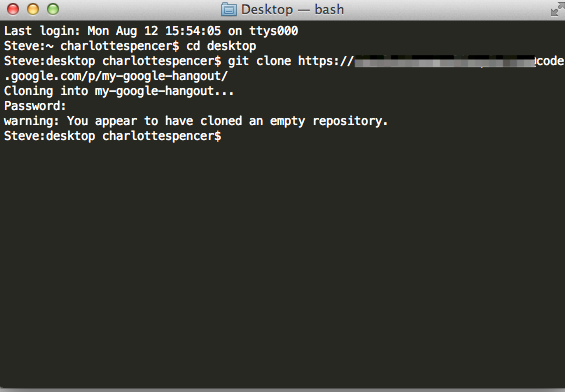 Desktop — bash
Last login: Mon Aug 12 15:54:05 on ttys000
Steve:~ charlottespencer$ cd desktop
Steve:desktop charlottespencer$ git clone https:// code
.google.com/p/my-google-hangout/
Cloning into my-google-hangout...
Password:
warning: You appear to have cloned an empty repository.
Steve:desktop charlottespencer$